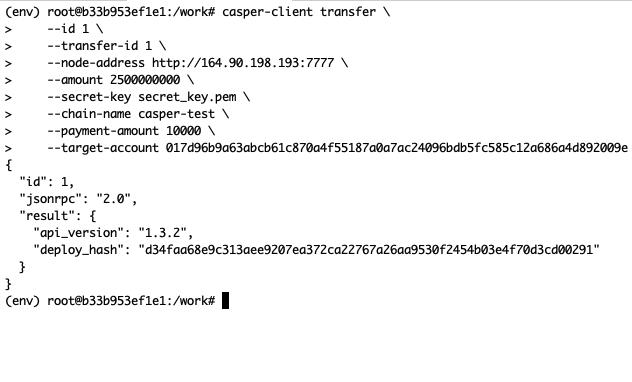 (env) root@b33b953ef1e1:/work# casper-client transfer \
>     --id 1 \
>     --transfer-id 1 \
>     --node-address http://164.90.198.193:7777 \
>     --amount 2500000000 \
>     --secret-key secret_key.pem \
>     --chain-name casper-test \
>     --payment-amount 10000 \
>     --target-account 017d96b9a63abcb61c870a4f55187a0a7ac24096bdb5fc585c12a686a4d892009e
{
  "id": 1,
  "jsonrpc": "2.0",
  "result": {
    "api_version": "1.3.2",
    "deploy_hash": "d34faa68e9c313aee9207ea372ca22767a26aa9530f2454b03e4f70d3cd00291"
  }
}
(env) root@b33b953ef1e1:/work#